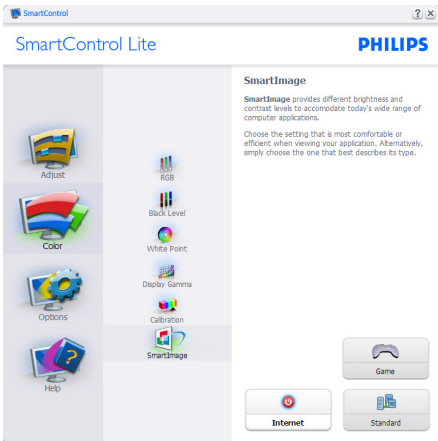 SmartControl
SmartControl Lite
PHILIPS
Adjust
Color
Options
Help
RGB
Black Level
White Point
Display Gamma
Calibration
SmartImage
SmartImage
SmartImage provides different brightness and
contrast levels to accomodate today's wide range of
computer applications.
Choose the setting that is most comfortable or
efficient when viewing your application. Alternatively,
simply choose the one that best describes its type.
Game
Internet
Standard